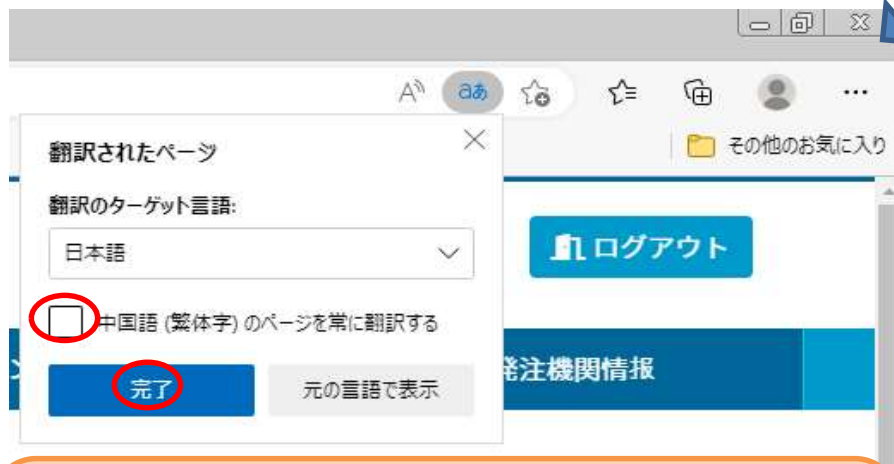 aあ
その他のお気に入り
翻訳されたページ
翻訳のターゲット言語:
日本語
ログアウト
中国語 (繁体字) のページを常に翻訳する
完了
元の言語で表示
発注機関情报